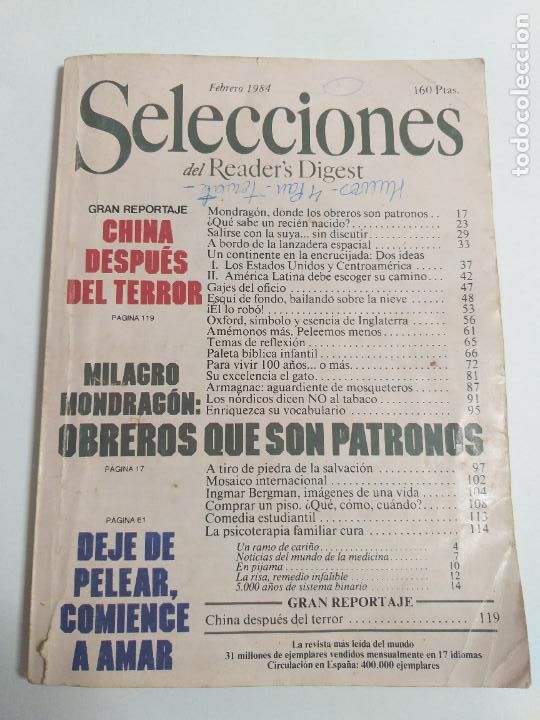 Febrero 1984
160 Ptas.
Selecciones
del Reader's Digest
Huevos - 4 Pan -
GRAN REPORTAJE
CHINA
DESPUÉS
DEL TERROR
PAGINA 119
MILAGRO
MONDRAGÓN:
OBREROS QUE SON PATRONOS
PAGINA 17
PAGINA 61
DEJE DE
PELEAR,
COMIENCE
A AMAR
Mondragón, donde los obreros son patronos .. 17
¿Qué sabe un recién nacido? .......... 23
Salirse con la suya... sin discutir .......... 29
A bordo de la lanzadera espacial .......... 33
Un continente en la encrucijada: Dos ideas
I. Los Estados Unidos y Centroamérica ..... 37
II. América Latina debe escoger su camino .. 42
Gajes del oficio .......... 47
Esquí de fondo, bailando sobre la nieve .... 48
¡El lo robó! .......... 53
Oxford, símbolo y esencia de Inglaterra .... 56
Amémonos más. Peleemos menos .......... 61
Temas de reflexión .......... 65
Paleta bíblica infantil .......... 66
Para vivir 100 años... o más .......... 72
Su excelencia el gato .......... 81
Armagnac: aguardiente de mosqueteros .... 87
Los nórdicos dicen NO al tabaco .......... 91
Enriquezca su vocabulario .......... 95
A tiro de piedra de la salvación .......... 97
Mosaico internacional .......... 102
Ingmar Bergman, imágenes de una vida .... 104
Comprar un piso. ¿Qué, cómo, cuándo? .... 108
Comedia estudiantil .......... 113
La psicoterapia familiar cura .......... 114
Un ramo de cariño .......... 4
Noticias del mundo de la medicina .......... 7
En pijama .......... 10
La risa, remedio infalible .......... 12
5.000 años de sistema binario .......... 14
GRAN REPORTAJE
China después del terror .......... 119
La revista más leída del mundo
31 millones de ejemplares vendidos mensualmente en 17 idiomas
Circulación en España: 400.000 ejemplares
todocoleccion.net